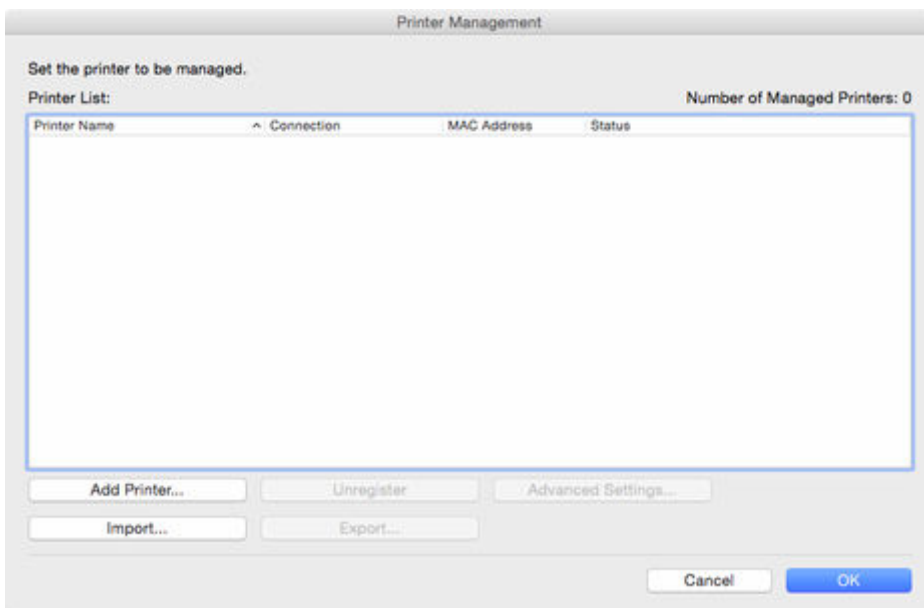 Printer Management
Set the printer to be managed.
Printer List: Number of Managed Printers: 0
Printer Name Connection MAC Address Status
Add Printer... Unregister Advanced Settings...
Import... Export...
Cancel OK